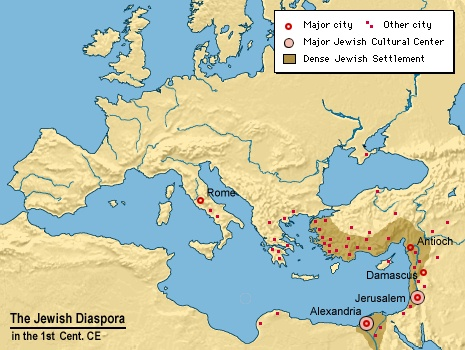 Major city
Other city
Major Jewish Cultural Center
Dense Jewish Settlement
Rome
Antioch
Damascus
Jerusalem
Alexandria
The Jewish Diaspora
in the 1st Cent. CE